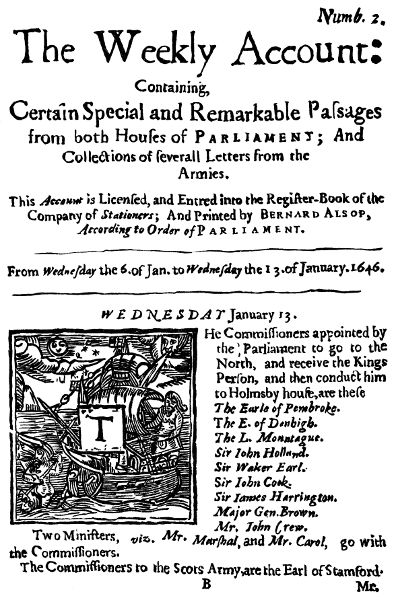 Numb. 2.
The Weekly Account:
Containing,
Certain Special and Remarkable Paſsages
from both Houſes of PARLIAMENT; And
Collections of ſeverall Letters from the
Armies.
This Account is Licenſed, and Entred into the Regiſter-Book of the
Company of Stationers; And Printed by BERNARD ALSOP,
According to Order of PARLIAMENT.
From Wedneſday the 6. of Jan. to Wedneſday the 13. of January. 1646.
WEDNESDAY January 13.
T
He Commiſſioners appointed by
the Parliament to go to the
North, and receive the Kings
Perſon, and then conduct him
to Holmsby houſe, are theſe
The Earle of Pembroke.
The E. of Denbigh.
The L. Monntague.
Sir Iohn Holland.
Sir Walter Earl.
Sir Iohn Cook.
Sir Iames Harrington.
Major Gen. Brown.
Mr. Iohn Crew.
Two Miniſters, viz. Mr. Marſhal, and Mr. Carol, go with
the Commiſſioners.
The Commiſſioners to the Scots Army, are the Earl of Stamford.
B
Mr.